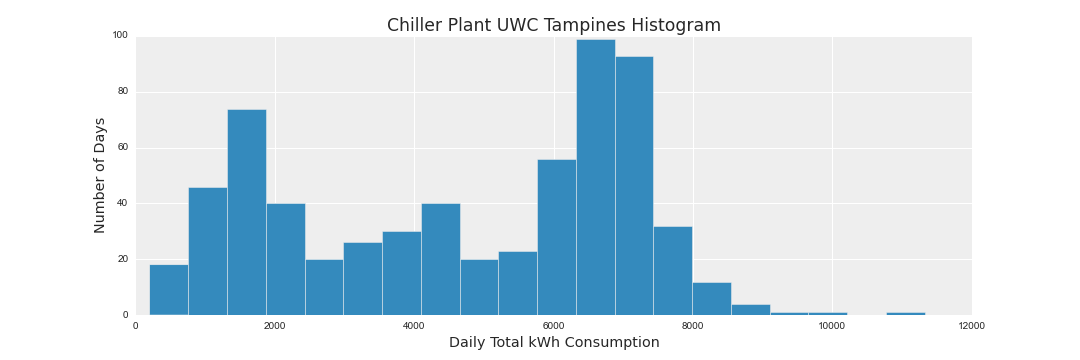 Chiller Plant UWC Tampines Histogram
100
80
60
40
20
0
Number of Days
0 2000 4000 6000 8000 10000 12000
Daily Total kWh Consumption